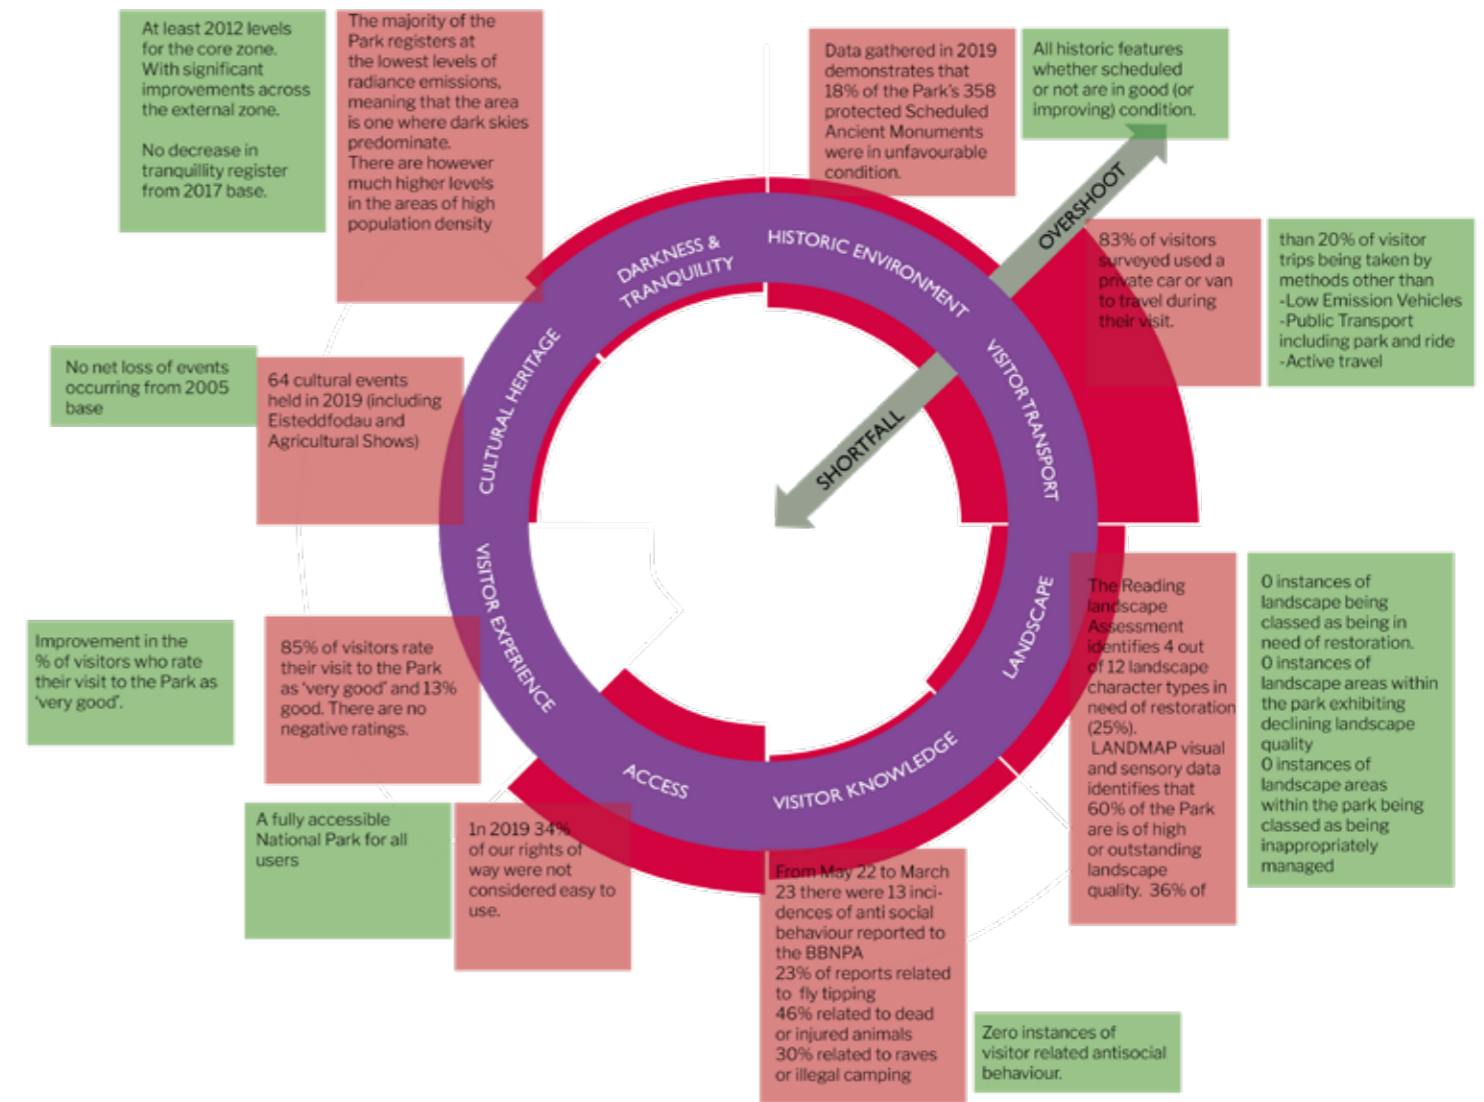 At least 2012 levels
for the core zone.
With significant
improvements across
the external zone.
No decrease in
tranquillity register
from 2017 base.
The majority of the
Park registers at
the lowest levels of
radiance emissions,
meaning that the area
is one where dark skies
predominate.
There are however
much higher levels
in the areas of high
population density
Data gathered in 2019
demonstrates that
18% of the Park's 358
protected Scheduled
Ancient Monuments
were in unfavourable
condition.
All historic features
whether scheduled
or not are in good (or
improving) condition.
OVERSHOOT
SHORTFALL
DARKNESS &
TRANQUILITY
HISTORIC ENVIRONMENT
VISITOR TRANSPORT
LANDSCAPE
VISITOR KNOWLEDGE
ACCESS
VISITOR EXPERIENCE
CULTURAL HERITAGE
83% of visitors
surveyed used a
private car or van
to travel during
their visit.
than 20% of visitor
trips being taken by
methods other than
-Low Emission Vehicles
-Public Transport
including park and ride
-Active travel
No net loss of events
occurring from 2005
base
64 cultural events
held in 2019 (including
Eisteddfodau and
Agricultural Shows)
The Reading
landscape
Assessment
identifies 4 out
of 12 landscape
character types in
need of restoration
(25%).
LANDMAP visual
and sensory data
identifies that
60% of the Park
are is of high
or outstanding
landscape
quality. 36% of
0 instances of
landscape being
classed as being in
need of restoration.
0 instances of
landscape areas within
the park exhibiting
declining landscape
quality
0 instances of
landscape areas
within the park being
classed as being
inappropriately
managed
Improvement in the
% of visitors who rate
their visit to the Park as
'very good'.
85% of visitors rate
their visit to the Park
as 'very good' and 13%
good. There are no
negative ratings.
A fully accessible
National Park for all
users
In 2019 34%
of our rights of
way were not
considered easy to
use.
From May 22 to March
23 there were 13 inci-
dences of anti social
behaviour reported to
the BBNPA
23% of reports related
to fly tipping
46% related to dead
or injured animals
30% related to raves
or illegal camping
Zero instances of
visitor related antisocial
behaviour.